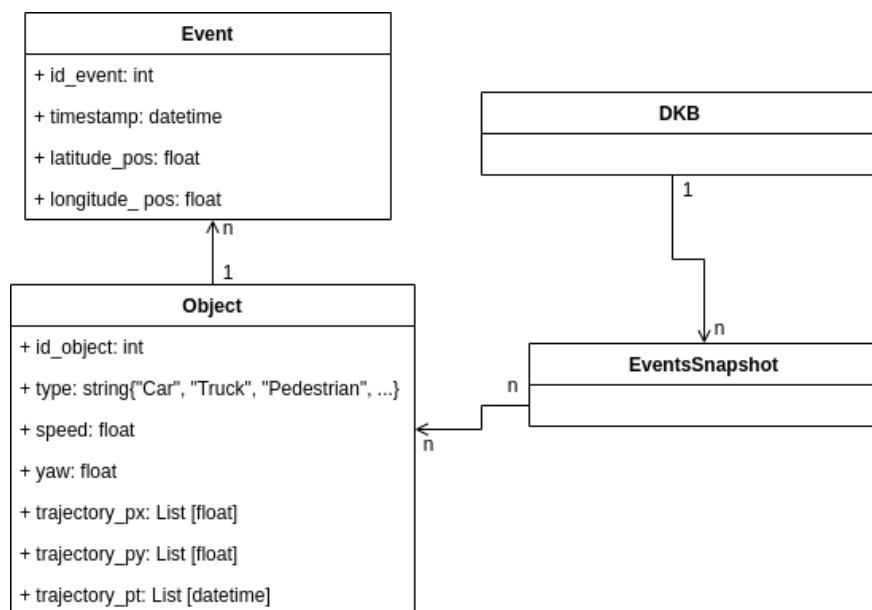 Event
+ id_event: int
+ timestamp: datetime
+ latitude_pos: float
+ longitude_ pos: float
n
1
Object
+ id_object: int
+ type: string{"Car", "Truck", "Pedestrian", ...}
+ speed: float
+ yaw: float
+ trajectory_px: List [float]
+ trajectory_py: List [float]
+ trajectory_pt: List [datetime]
DKB
1
n
EventsSnapshot
n
n